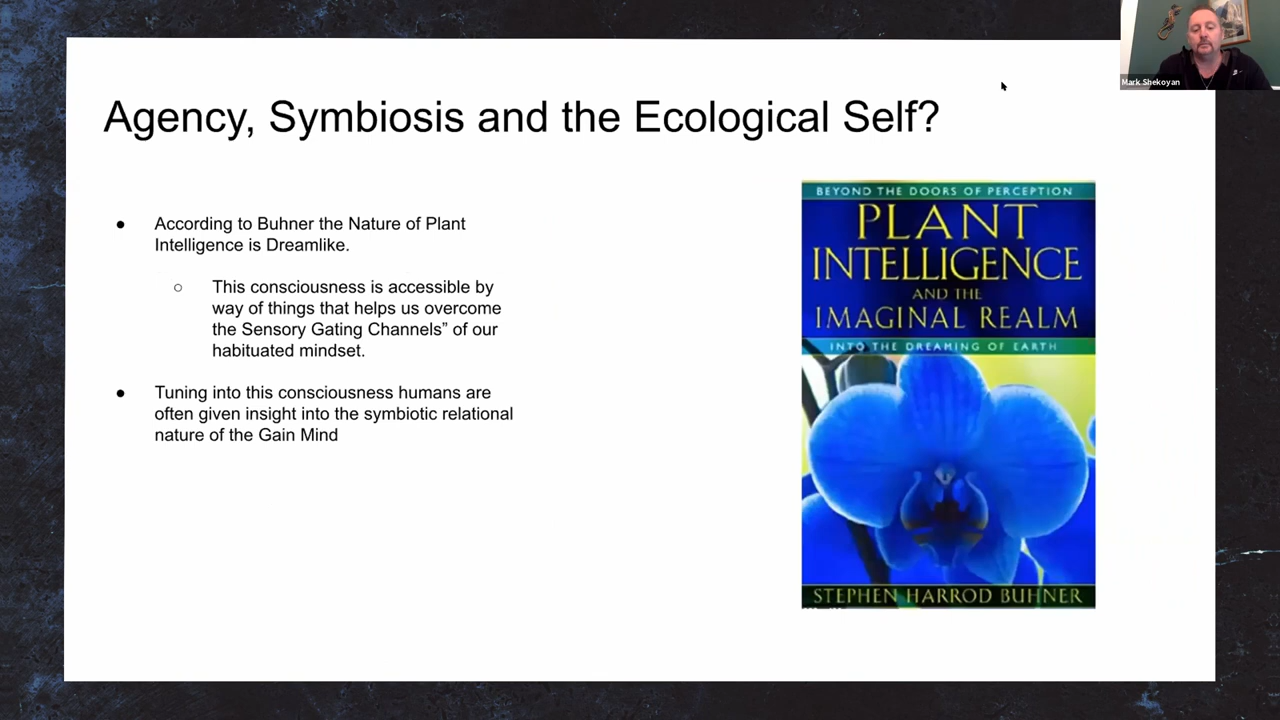 Mark Shekoyan
Agency, Symbiosis and the Ecological Self?
● According to Buhner the Nature of Plant
Intelligence is Dreamlike.
○ This consciousness is accessible by
way of things that helps us overcome
the Sensory Gating Channels” of our
habituated mindset.
● Tuning into this consciousness humans are
often given insight into the symbiotic relational
nature of the Gain Mind
BEYOND THE DOORS OF PERCEPTION
PLANT
INTELLIGENCE
AND THE
IMAGINAL REALM
INTO THE DREAMING OF EARTH
STEPHEN HARROD BUHNER